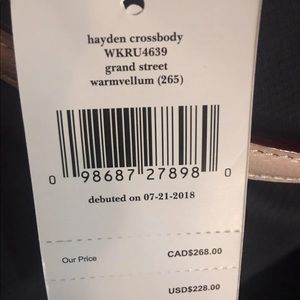 hayden crossbody
WKRU4639
grand street
warmvellum (265)
0 98687 27898 0
debuted on 07-21-2018
Our Price CAD$268.00
USD$228.00